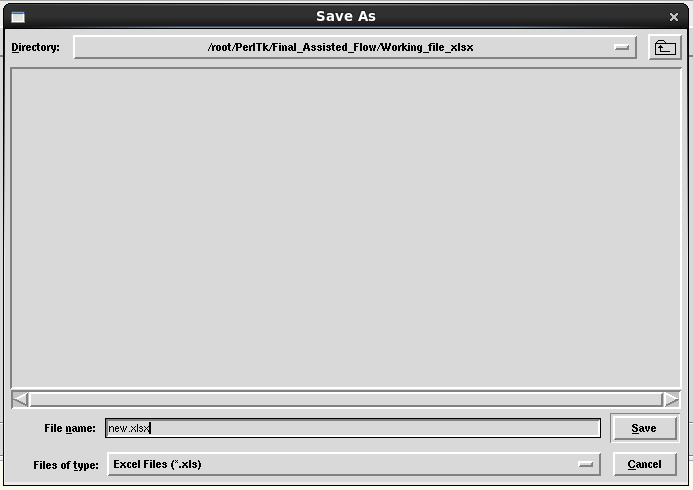 Save As
Directory: /root/PerlTk/Final_Assisted_Flow/Working_file_xlsx
File name: new.xlsx Save
Files of type: Excel Files (*.xls) Cancel